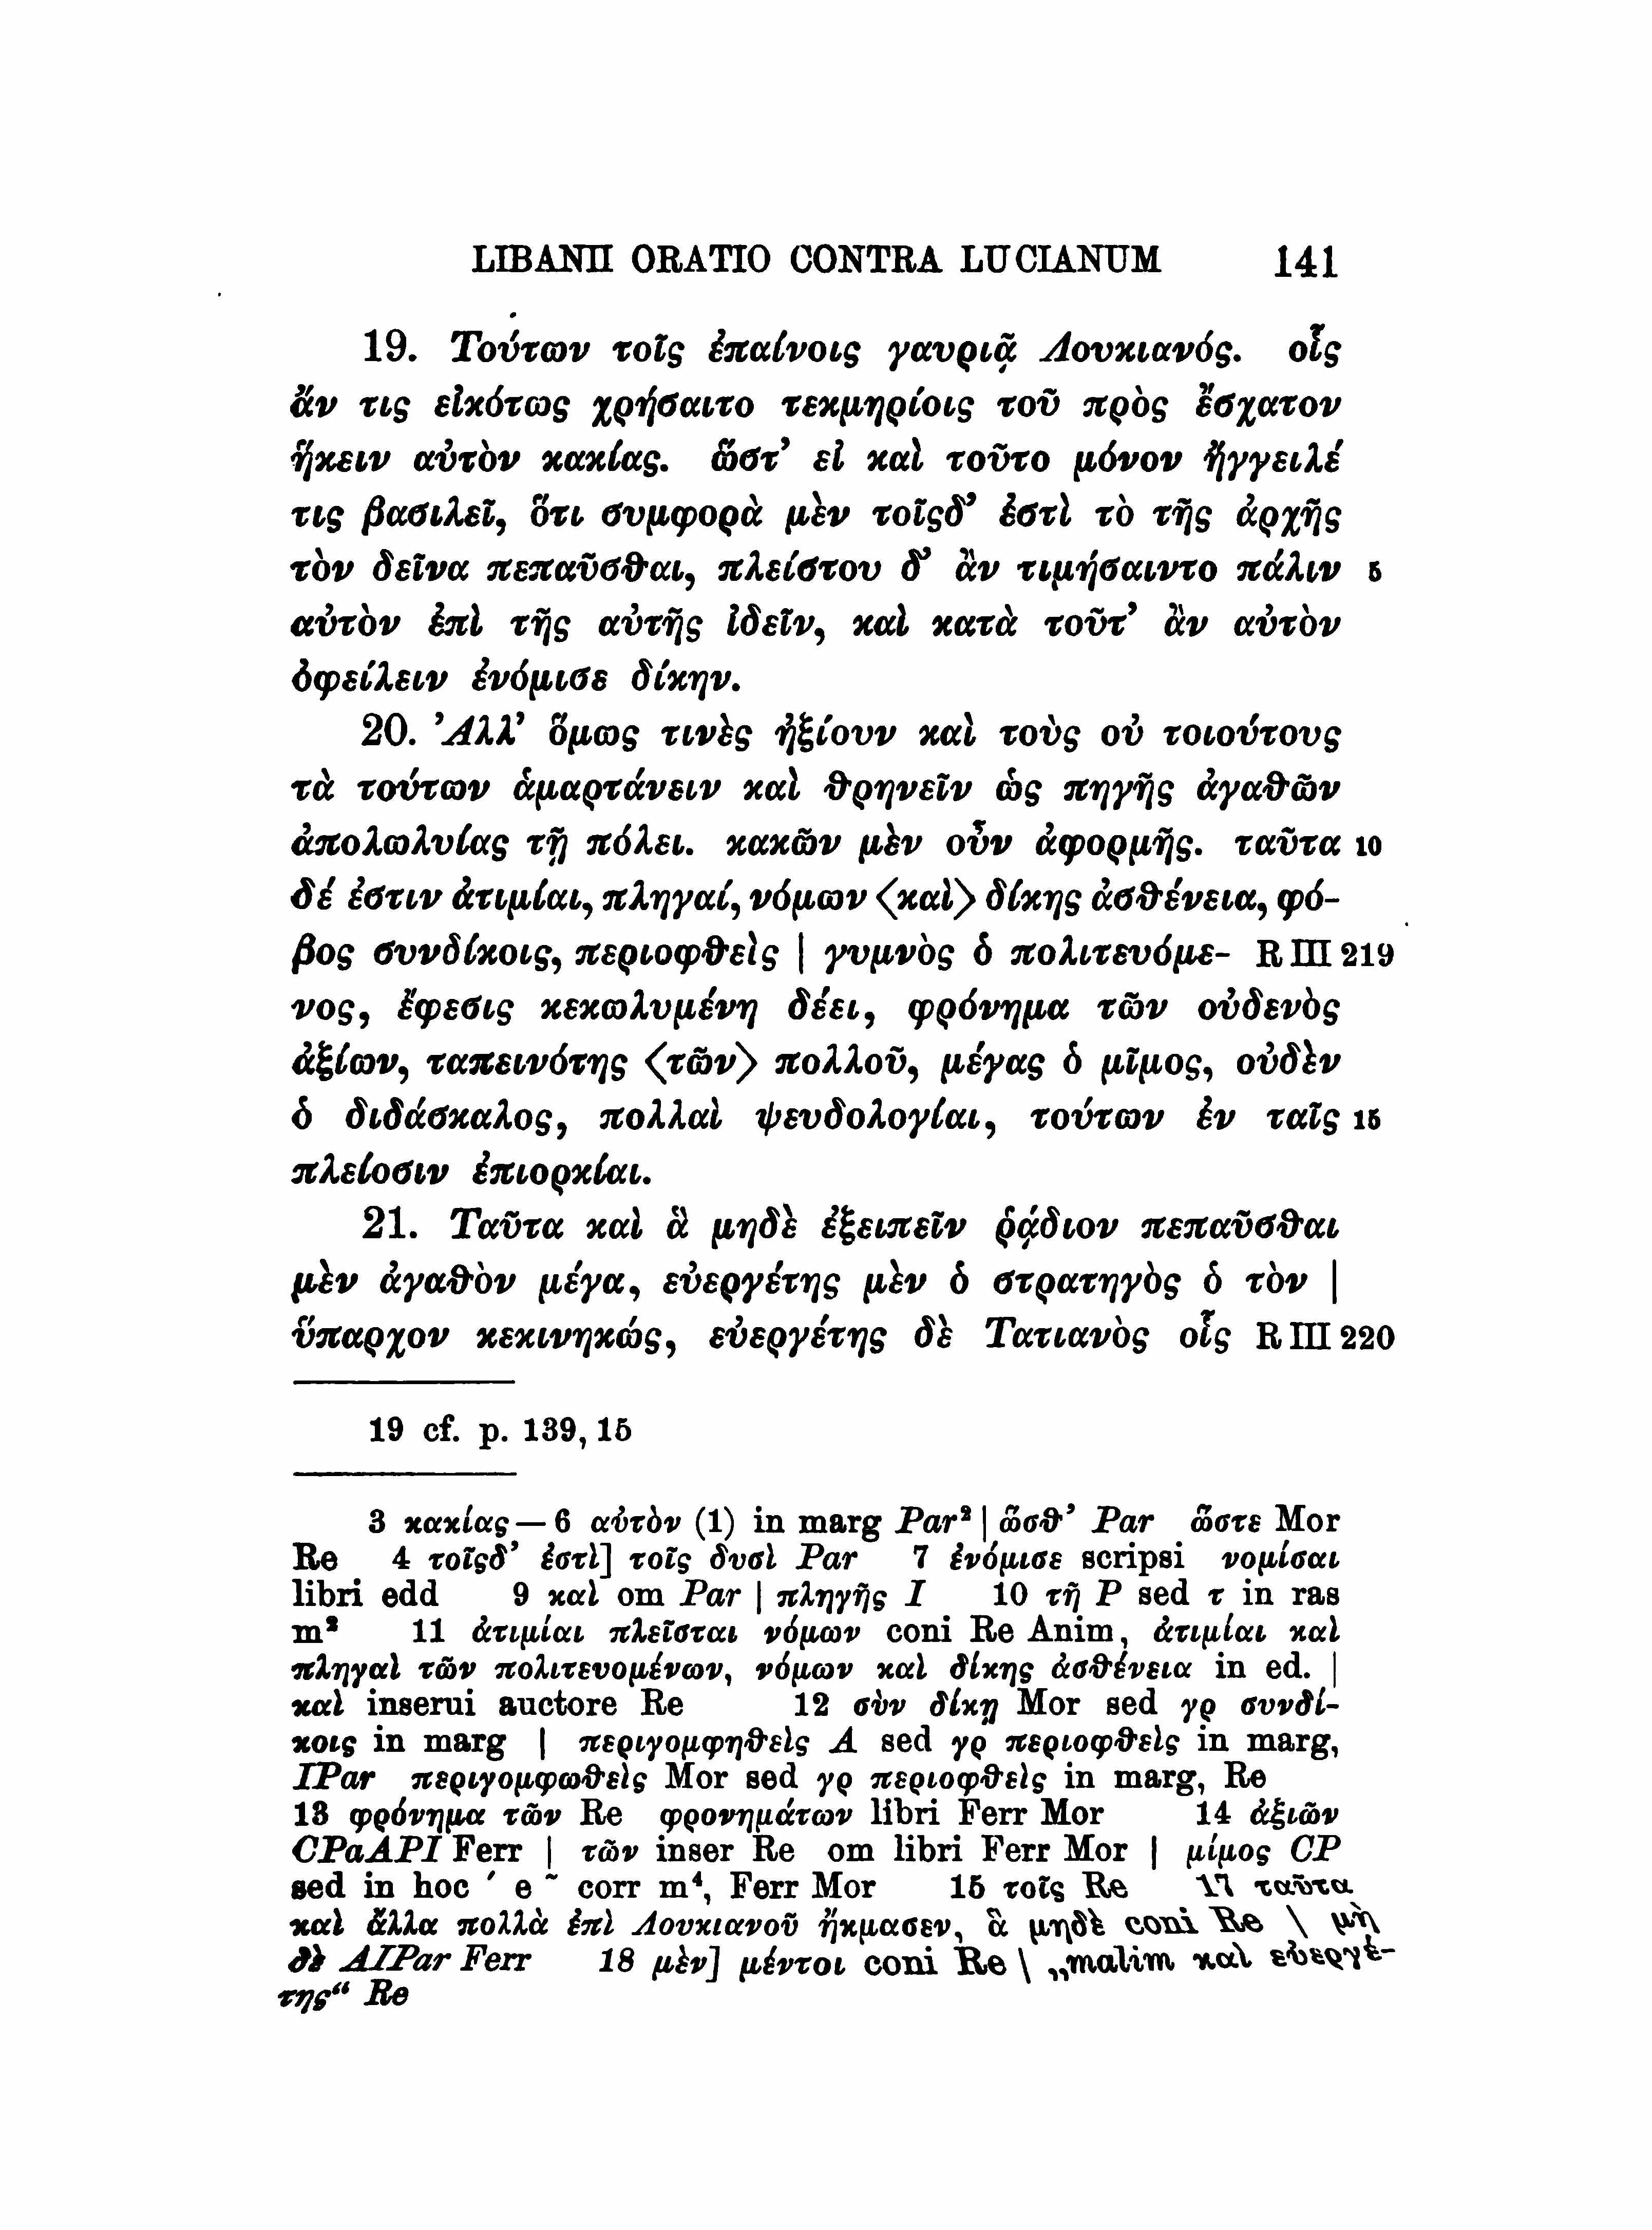 LIBANII ORATIO CONTRA LUCIANUM 141
19. Τούτων τοῖς ἐπαίνοις γαυριᾷ Λουκιανός. οἷς
ἄν τις εἰκότως χρήσαιτο τεκμηρίοις τοῦ πρὸς ἔσχατον
ἥκειν αὐτὸν κακίας. ὥστ’ εἰ καὶ τοῦτο μόνον ἤγγειλέ
τις βασιλεῖ, ὅτι συμφορὰ μὲν τοῖςδ’ ἐστὶ τὸ τῆς ἀρχῆς
τὸν δεῖνα πεπαῦσθαι, πλείστου δ’ ἂν τιμήσαιντο πάλιν 5
αὐτὸν ἐπὶ τῆς αὐτῆς ἰδεῖν, καὶ κατὰ τοῦτ’ ἂν αὐτὸν
ὀφείλειν ἐνόμισε δίκην.
20. Ἀλλ’ ὅμως τινὲς ἠξίουν καὶ τοὺς οὐ τοιούτους
τὰ τούτων ἁμαρτάνειν καὶ θρηνεῖν ὡς πηγῆς ἀγαθῶν
ἀπολωλυίας τῇ πόλει. κακῶν μὲν οὖν ἀφορμῆς. ταῦτα 10
δέ ἐστιν ἀτιμίαι, πληγαί, νόμων <καὶ> δίκης ἀσθένεια, φό-
βος συνδίκοις, περιοφθεὶς | γυμνὸς ὁ πολιτευόμε- R III 219
νος, ἔφεσις κεκωλυμένη δέει, φρόνημα τῶν οὐδενὸς
ἀξίων, ταπεινότης <τῶν> πολλοῦ, μέγας ὁ μῖμος, οὐδὲν
ὁ διδάσκαλος, πολλαὶ ψευδολογίαι, τούτων ἐν ταῖς 15
πλείοσιν ἐπιορκίαι.
21. Ταῦτα καὶ ἃ μηδὲ ἐξειπεῖν ῥᾴδιον πεπαῦσθαι
μὲν ἀγαθὸν μέγα, εὐεργέτης μὲν ὁ στρατηγὸς ὁ τὸν |
ὕπαρχον κεκινηκώς, εὐεργέτης δὲ Τατιανὸς οἷς R III 220
19 cf. p. 139, 15
3 κακίας — 6 αὐτὸν (1) in marg Par² | ὥσθ’ Par ὥστε Mor
Re 4 τοῖςδ’ ἐστὶ] τοῖς δυσὶ Par 7 ἐνόμισε scripsi νομίσαι
libri edd 9 καὶ om Par | πληγῆς I 10 τῇ P sed τ in ras
m² 11 ἀτιμίαι πλεῖσται νόμων coni Re Anim, ἀτιμίαι καὶ
πληγαὶ τῶν πολιτευομένων, νόμων καὶ δίκης ἀσθένεια in ed. |
καὶ inserui auctore Re 12 σὺν δίκῃ Mor sed γρ συνδί-
κοις in marg | περιγομφηθεὶς A sed γρ περιοφθεὶς in marg,
IPar περιγομφωθεὶς Mor sed γρ περιοφθεὶς in marg, Re
13 φρόνημα τῶν Re φρονημάτων libri Ferr Mor 14 ἀξιῶν
CPaAPI Ferr | τῶν inser Re om libri Ferr Mor | μίμος CP
sed in hoc ´ e ῀ corr m⁴, Ferr Mor 15 τοῖς Re 17 ταῦτα
καὶ ἄλλα πολλὰ ἐπὶ Λουκιανοῦ ἤκμασεν, ἃ μηδὲ coni Re | μὴ
δὲ AIPar Ferr 18 μὲν] μέντοι coni Re | „malim καὶ εὐεργέ-
της“ Re